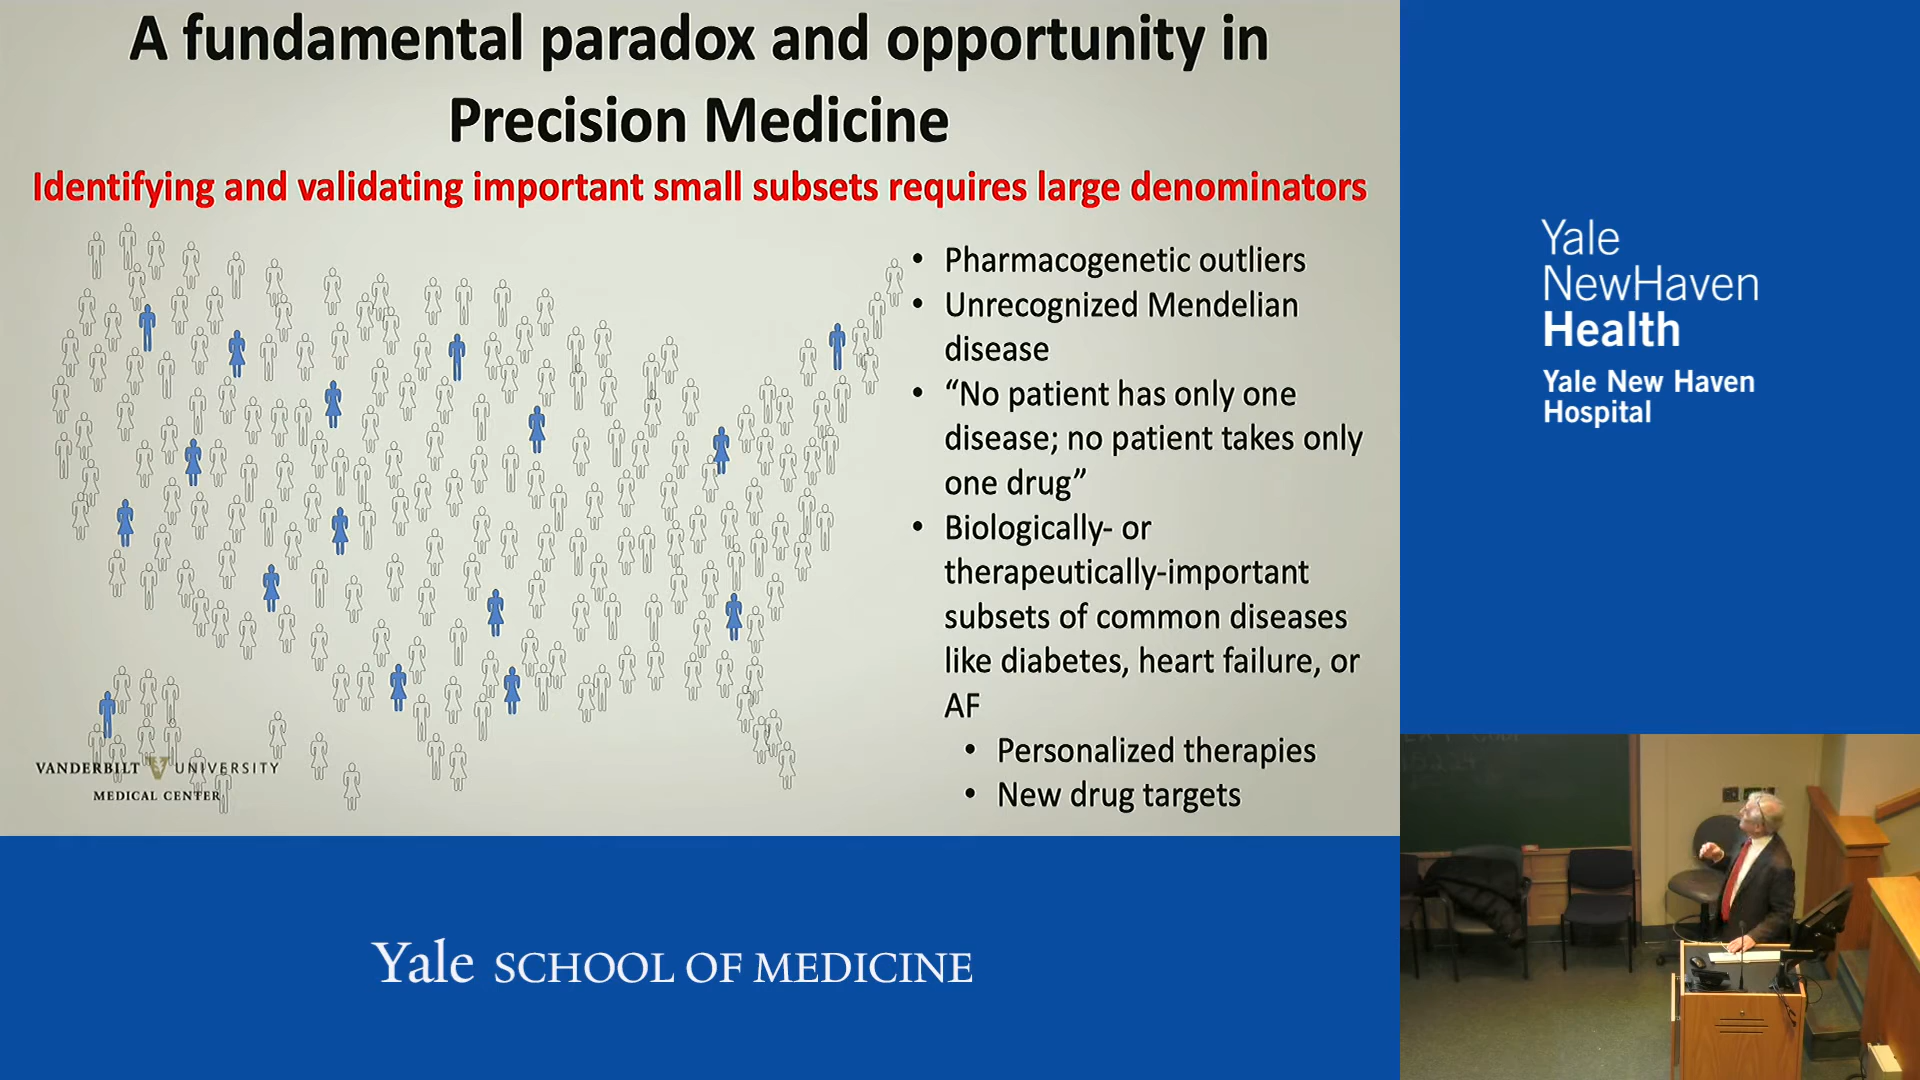 A fundamental paradox and opportunity in
Precision Medicine
Identifying and validating important small subsets requires large denominators
• Pharmacogenetic outliers
• Unrecognized Mendelian
disease
• “No patient has only one
disease; no patient takes only
one drug”
• Biologically- or
therapeutically-important
subsets of common diseases
like diabetes, heart failure, or
AF
• Personalized therapies
• New drug targets
VANDERBILT UNIVERSITY
MEDICAL CENTER
Yale
NewHaven
Health
Yale New Haven
Hospital
Yale SCHOOL OF MEDICINE